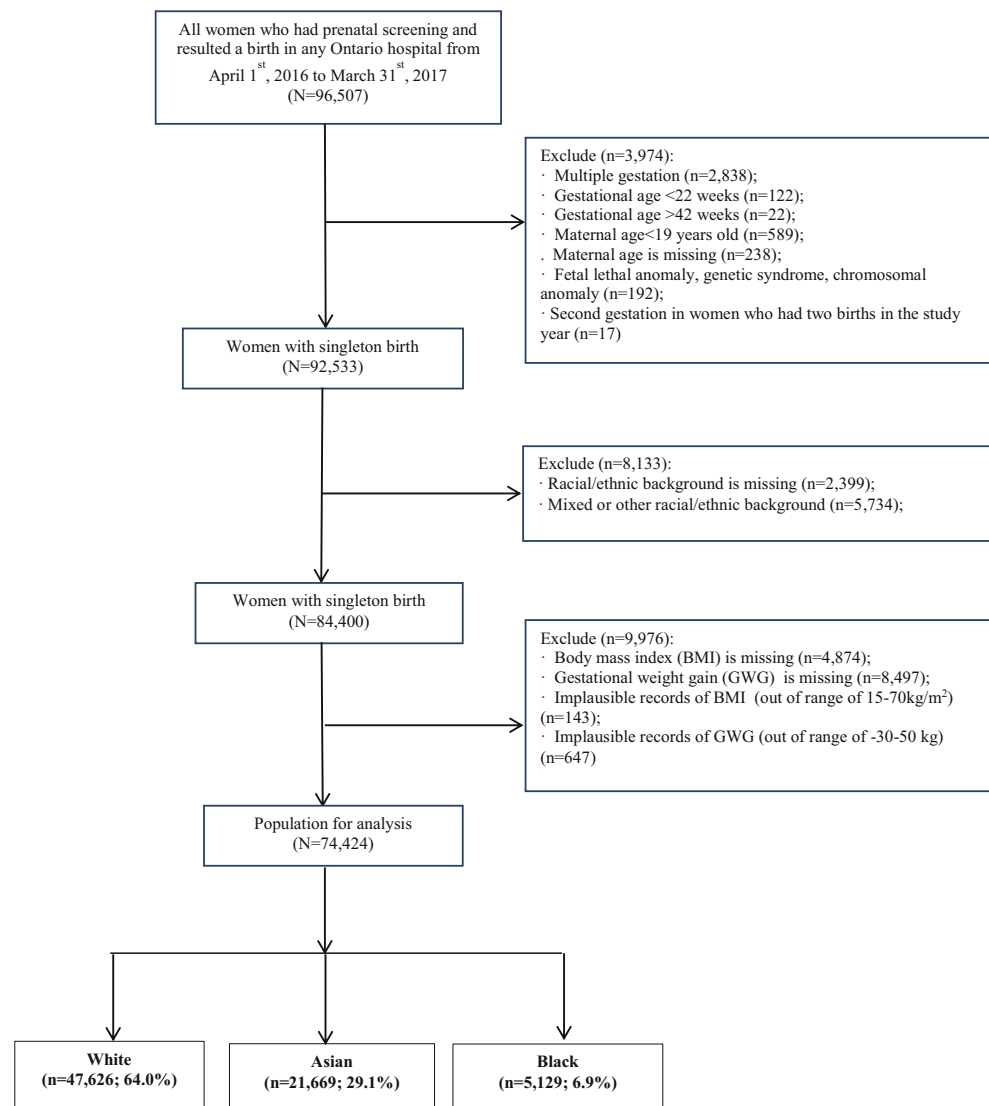 All women who had prenatal screening and
resulted a birth in any Ontario hospital from
April 1st, 2016 to March 31st, 2017
(N=96,507)
Exclude (n=3,974):
· Multiple gestation (n=2,838);
· Gestational age <22 weeks (n=122);
· Gestational age >42 weeks (n=22);
· Maternal age<19 years old (n=589);
. Maternal age is missing (n=238);
· Fetal lethal anomaly, genetic syndrome, chromosomal
anomaly (n=192);
· Second gestation in women who had two births in the study
year (n=17)
Women with singleton birth
(N=92,533)
Exclude (n=8,133):
· Racial/ethnic background is missing (n=2,399);
· Mixed or other racial/ethnic background (n=5,734);
Women with singleton birth
(N=84,400)
Exclude (n=9,976):
· Body mass index (BMI) is missing (n=4,874);
· Gestational weight gain (GWG) is missing (n=8,497);
· Implausible records of BMI (out of range of 15-70kg/m²)
(n=143);
· Implausible records of GWG (out of range of -30-50 kg)
(n=647)
Population for analysis
(N=74,424)
White
(n=47,626; 64.0%)
Asian
(n=21,669; 29.1%)
Black
(n=5,129; 6.9%)